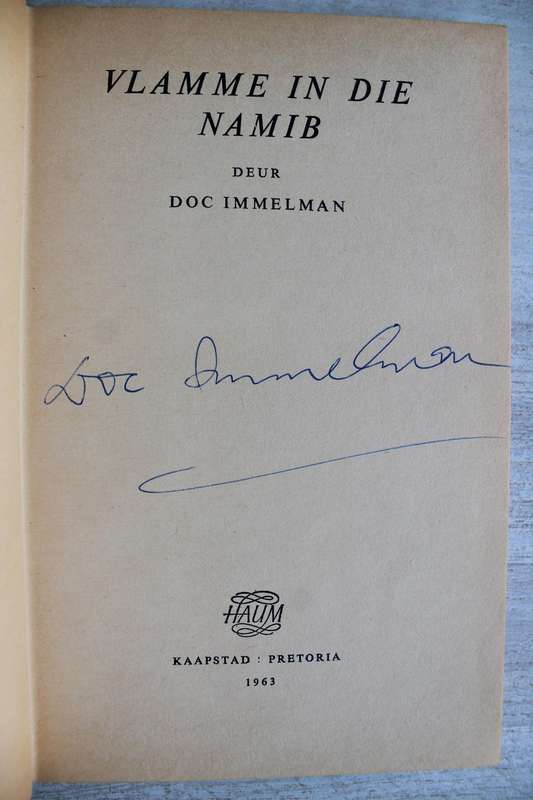 VLAMME IN DIE
NAMIB
DEUR
DOC IMMELMAN
Doc Immelman
HAUM
KAAPSTAD : PRETORIA
1963